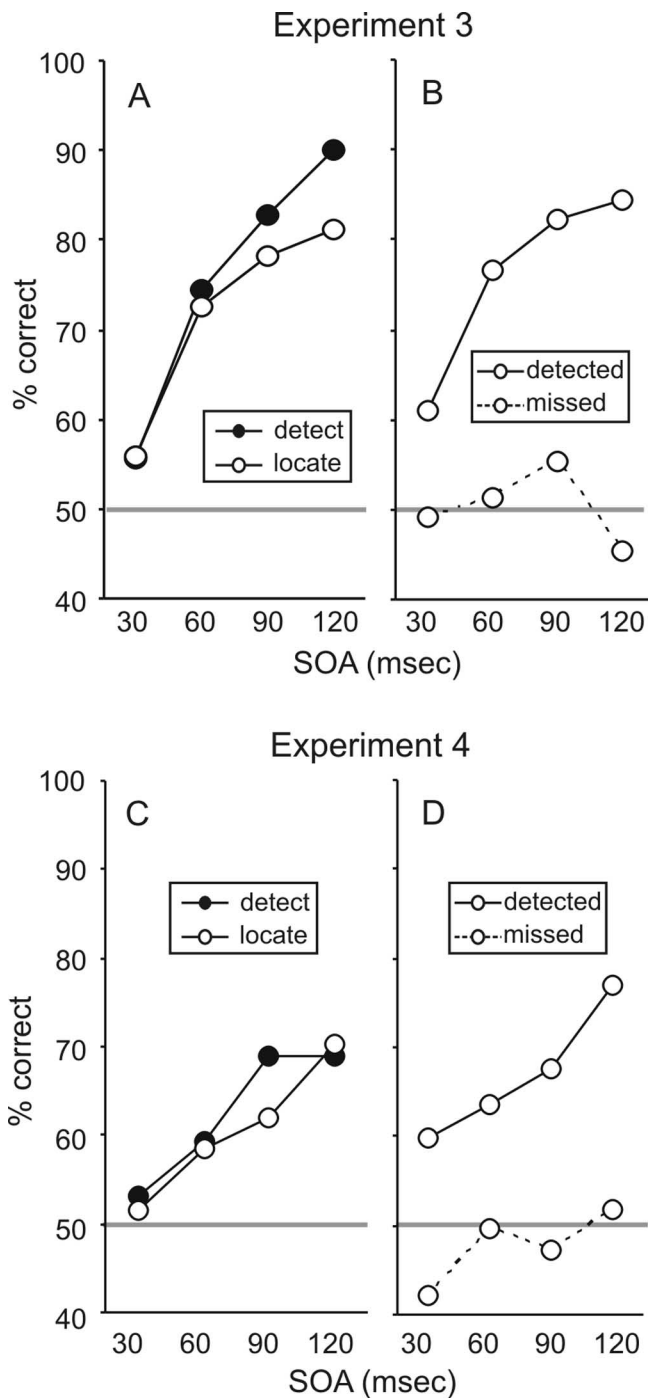 Experiment 3
100
90
80
70
60
50
40
% correct
A
detect
locate
30 60 90 120
B
detected
missed
30 60 90 120
SOA (msec)
Experiment 4
100
90
80
70
60
50
40
% correct
C
detect
locate
30 60 90 120
D
detected
missed
30 60 90 120
SOA (msec)